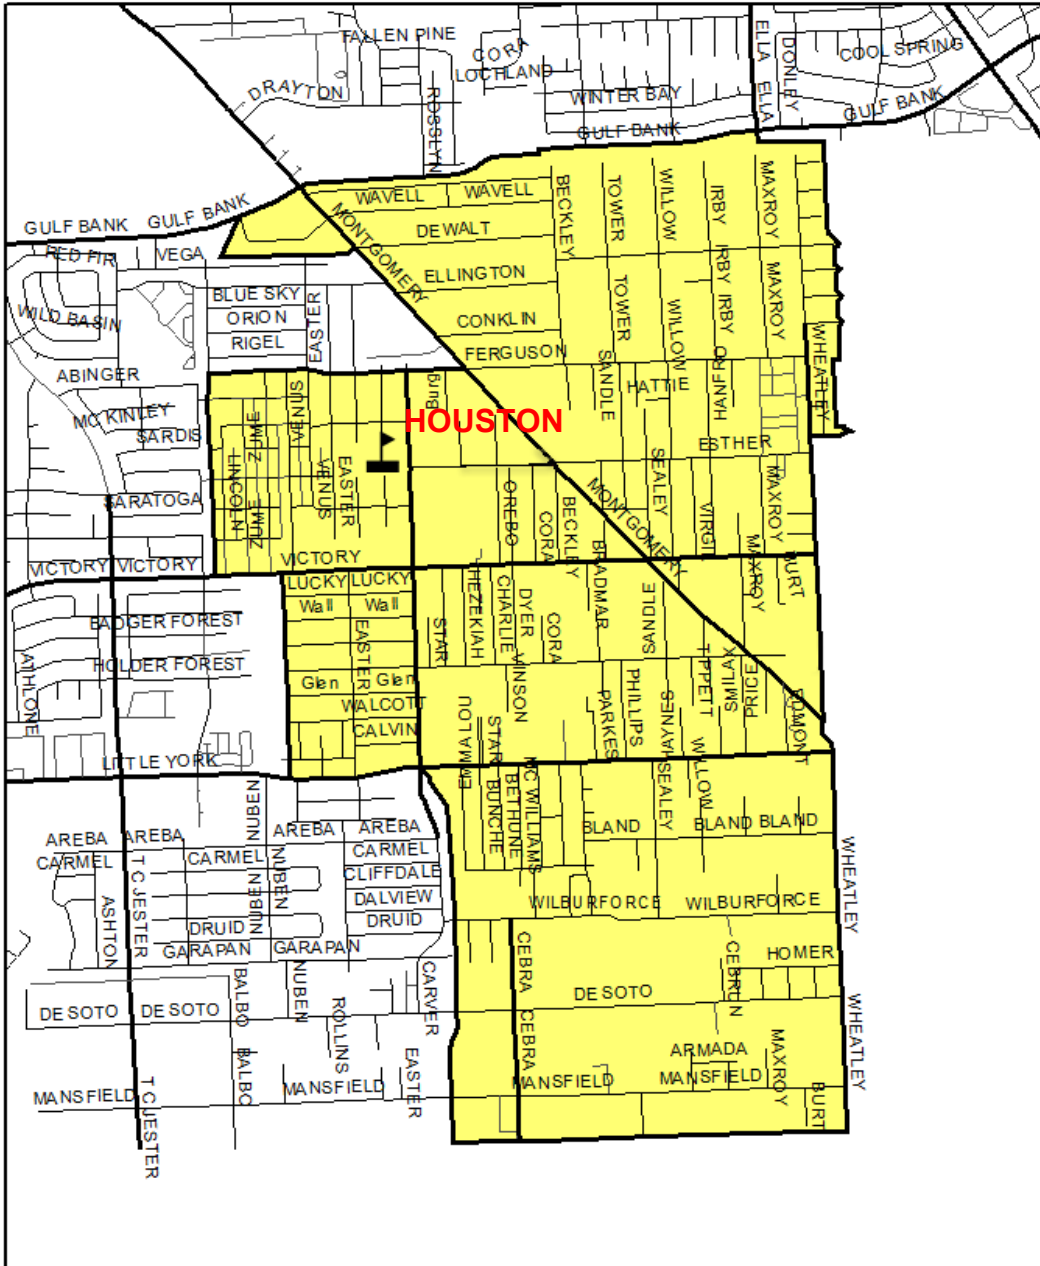 FALLEN PINE
CORA
LOCHLAND
ELLA
DONLEY
COOL SPRING
DRAYTON
ROSSLYN
WINTER BAY
ELLA
GULF BANK
GULF BANK
WAVELL
WAVELL
BECKLEY
TOWER
WILLOW
IRBY
MAXROY
GULF BANK
GULF BANK
MONTGOMERY
DEWALT
RED FIR
VEGA
ELLINGTON
IRBY
MAXROY
BLUE SKY
EASTER
TOWER
WILLOW
IRBY
WILD BASIN
ORION
CONKLIN
RIGEL
FERGUSON
SANDLE
WHEATLEY
ABINGER
VENUS
HATTIE
MC KINLEY
ZUME
HOUSTON
SARDIS
ESTHER
LINCOLN
VENUS
EASTER
SEALEY
MAXROY
SARATOGA
ZUME
OREBO
CORA
BECKLEY
MONTGOMERY
VIRGIL
VICTORY
VICTORY
VICTORY
BRADMAR
MAXROY
BURT
LUCKY
LUCKY
HEZEKIAH
CHARLIE
DYER
SANDLE
Wall
Wall
BADGER FOREST
EASTER
STAR
CORA
HOLDER FOREST
VINSON
TIPPETT
SMILAX
PRICE
ATHLONE
Glen
Glen
PHILLIPS
HAYNES
WALCOTT
PARKES
EDMONT
CALVIN
STAR
WILLOW
LITTLE YORK
NUBEN
BUNCHE
BETHUNE
MC WILLIAMS
SEALEY
AREBA
AREBA
AREBA
AREBA
BLAND
BLAND
BLAND
CARMEL
CARMEL
CARMEL
T C JESTER
NUBEN
CLIFFDALE
WHEATLEY
ASHTON
NUBEN
DALVIEW
WILBURFORCE
WILBURFORCE
DRUID
DRUID
GARAPAN
GARAPAN
CEBRA
CEBRUN
HOMER
BALBO
NUBEN
CARVER
DE SOTO
DE SOTO
DE SOTO
ROLLINS
WHEATLEY
BALBO
EASTER
CEBRA
ARMADA
MAXROY
MANSFIELD
T C JESTER
MANSFIELD
MANSFIELD
MANSFIELD
BURT